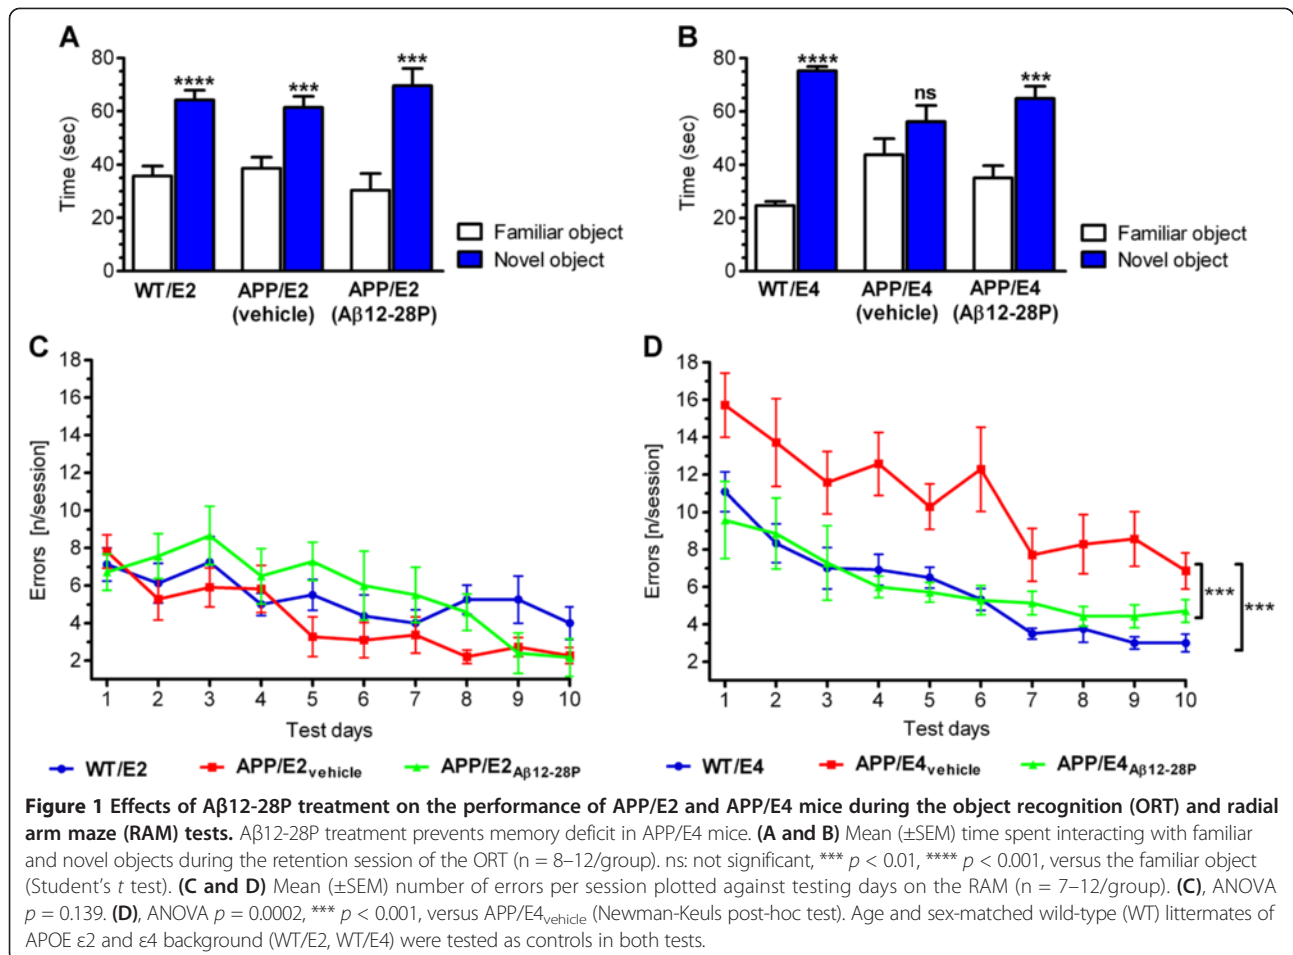 A
B
80
60
40
20
0
Time (sec)
****
***
***
WT/E2
APP/E2
(vehicle)
APP/E2
(Aβ12-28P)
Familiar object
Novel object
80
60
40
20
0
Time (sec)
****
ns
***
WT/E4
APP/E4
(vehicle)
APP/E4
(Aβ12-28P)
Familiar object
Novel object
C
18
16
14
12
10
8
6
4
2
Errors [n/session]
1 2 3 4 5 6 7 8 9 10
Test days
WT/E2 APP/E2vehicle APP/E2Aβ12-28P
D
18
16
14
12
10
8
6
4
2
Errors [n/session]
***
***
1 2 3 4 5 6 7 8 9 10
Test days
WT/E4 APP/E4vehicle APP/E4Aβ12-28P
Figure 1 Effects of Aβ12-28P treatment on the performance of APP/E2 and APP/E4 mice during the object recognition (ORT) and radial
arm maze (RAM) tests. Aβ12-28P treatment prevents memory deficit in APP/E4 mice. (A and B) Mean (±SEM) time spent interacting with familiar
and novel objects during the retention session of the ORT (n = 8–12/group). ns: not significant, *** p < 0.01, **** p < 0.001, versus the familiar object
(Student's t test). (C and D) Mean (±SEM) number of errors per session plotted against testing days on the RAM (n = 7–12/group). (C), ANOVA
p = 0.139. (D), ANOVA p = 0.0002, *** p < 0.001, versus APP/E4vehicle (Newman-Keuls post-hoc test). Age and sex-matched wild-type (WT) littermates of
APOE ε2 and ε4 background (WT/E2, WT/E4) were tested as controls in both tests.